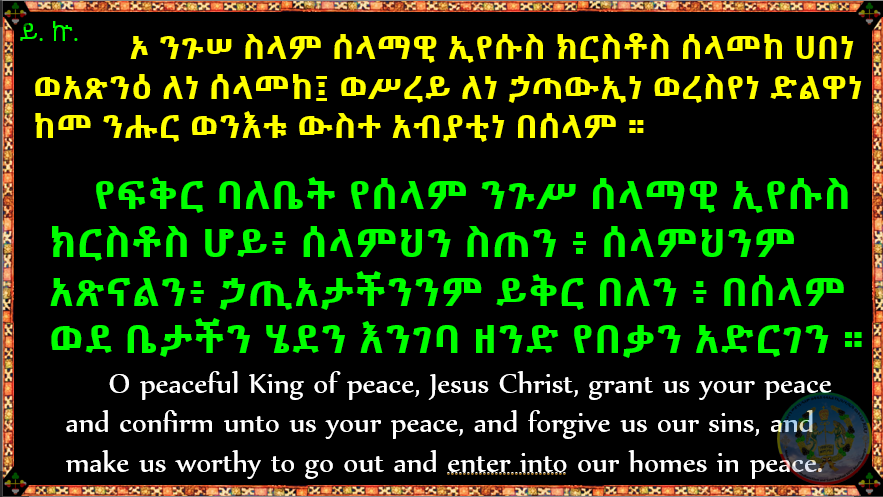 ይ. ካ.
ኦ ንጉሠ ስላም ሰላማዊ ኢየሱስ ክርስቶስ ሰላመከ ሀበነ
ወአጽንዕ ለነ ሰላመከ፤ ወሥረይ ለነ ኃጣውኢነ ወረስየነ ድልዋነ
ከመ ንሑር ወንእቱ ውስተ አብያቲነ በሰላም ።
የፍቅር ባለቤት የሰላም ንጉሥ ሰላማዊ ኢየሱስ
ክርስቶስ ሆይ፥ ሰላምህን ስጠን ፥ ሰላምህንም
አጽናልን፥ ኃጢአታችንንም ይቅር በለን ፥ በሰላም
ወደ ቤታችን ሄደን እንገባ ዘንድ የበቃን አድርገን ።
O peaceful King of peace, Jesus Christ, grant us your peace
and confirm unto us your peace, and forgive us our sins, and
make us worthy to go out and enter into our homes in peace.